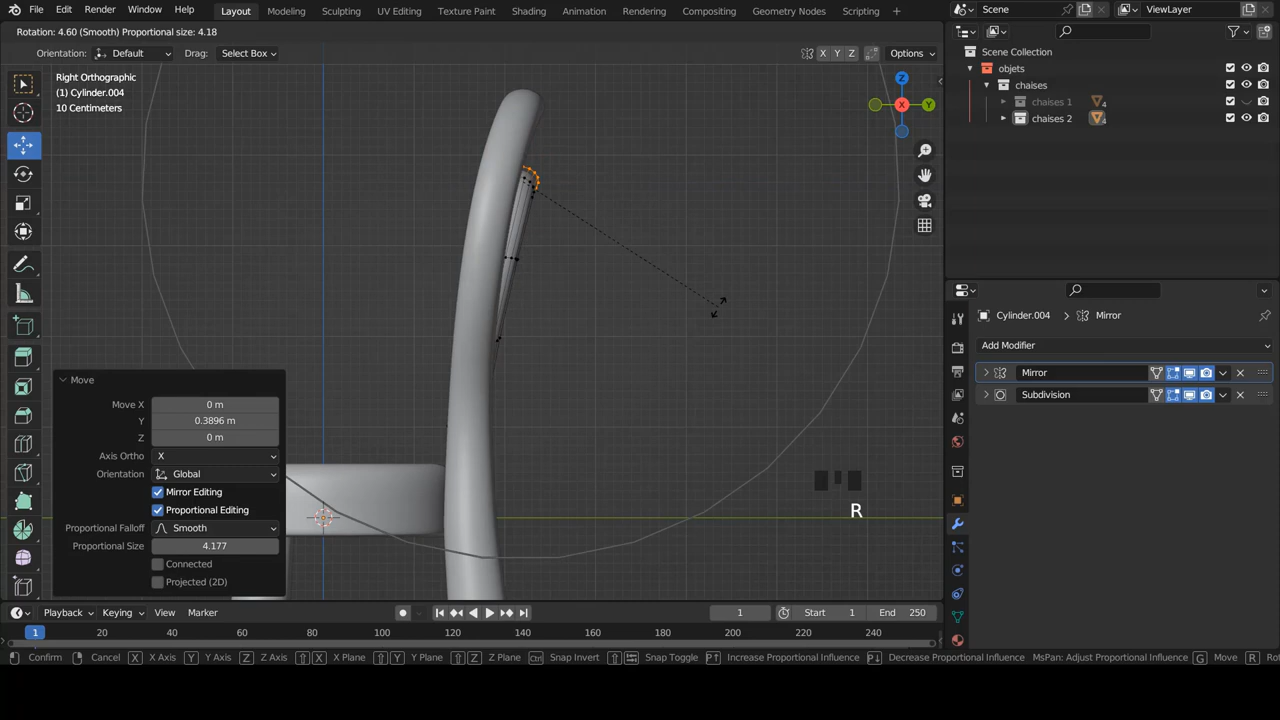 File Edit Render Window Help Layout Modeling Sculpting UV Editing Texture Paint Shading Animation Rendering Compositing Geometry Nodes Scripting Scene ViewLayer
Rotation: 4.60 (Smooth) Proportional size: 4.18
Orientation: Default Drag: Select Box X Y Z Options
Right Orthographic
(1) Cylinder.004
10 Centimeters
Z
Y
X
Scene Collection
objets
chaises
chaises 1 4
chaises 2 4
Cylinder.004 > Mirror
Add Modifier
Mirror
Subdivision
Move
Move X 0 m
Y 0.3896 m
Z 0 m
Axis Ortho X
Orientation Global
Mirror Editing
Proportional Editing
Proportional Falloff Smooth
Proportional Size 4.177
Connected
Projected (2D)
R
Playback Keying View Marker 1 Start 1 End 250
1 20 40 60 80 100 120 140 160 180 200 220 240
Confirm Cancel X X Axis Y Y Axis Z Z Axis X X Plane Y Y Plane Z Z Plane Ctrl Snap Invert Snap Toggle P↑ Increase Proportional Influence P↓ Decrease Proportional Influence MsPan: Adjust Proportional Influence G Move R